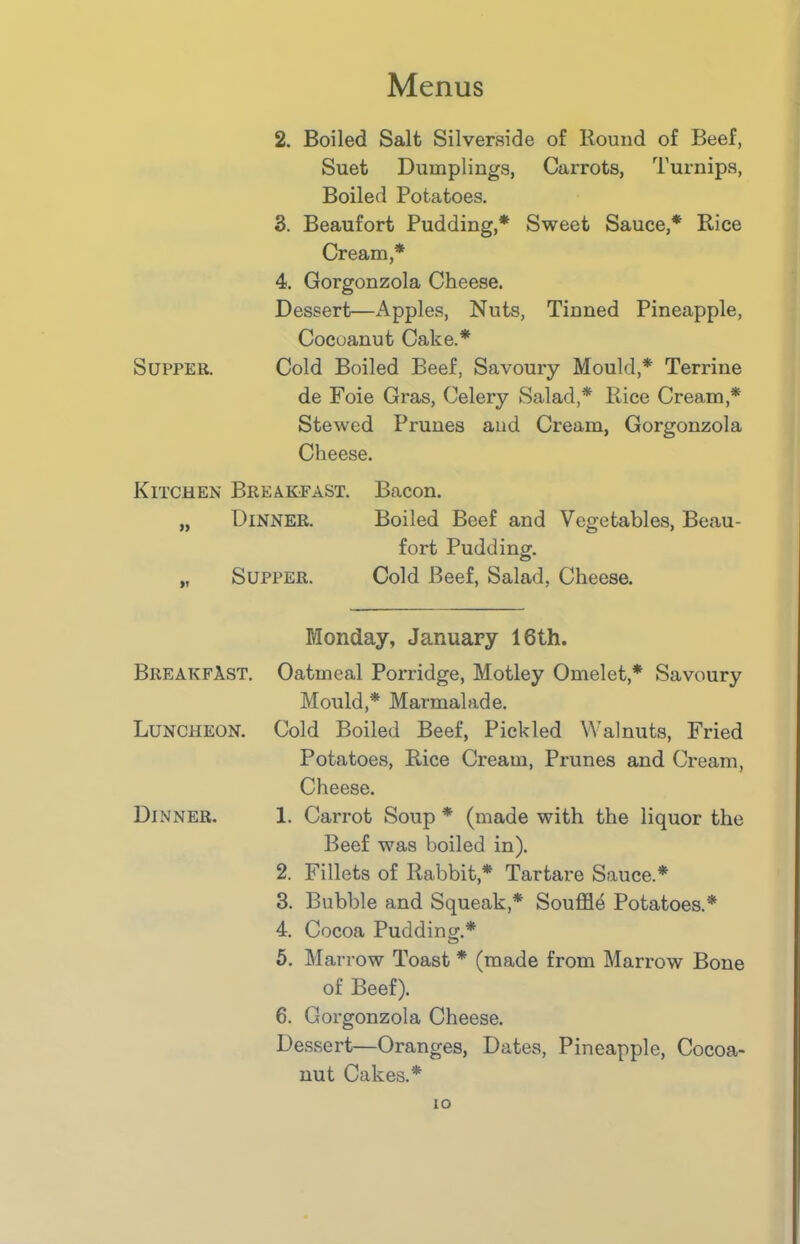 Menus
2. Boiled Salt Silverside of Round of Beef,
Suet Dumplings, Carrots, Turnips,
Boiled Potatoes.
3. Beaufort Pudding,* Sweet Sauce,* Rice
Cream,*
4. Gorgonzola Cheese.
Dessert—Apples, Nuts, Tinned Pineapple,
Cocoanut Cake.*
SUPPER. Cold Boiled Beef, Savoury Mould,* Terrine
de Foie Gras, Celery Salad,* Rice Cream,*
Stewed Prunes and Cream, Gorgonzola
Cheese.
KITCHEN BREAKFAST. Bacon.
„ DINNER. Boiled Beef and Vegetables, Beau-
fort Pudding.
„ SUPPER. Cold Beef, Salad, Cheese.
Monday, January 16th.
BREAKFAST. Oatmeal Porridge, Motley Omelet,* Savoury
Mould,* Marmalade.
LUNCHEON. Cold Boiled Beef, Pickled Walnuts, Fried
Potatoes, Rice Cream, Prunes and Cream,
Cheese.
DINNER. 1. Carrot Soup * (made with the liquor the
Beef was boiled in).
2. Fillets of Rabbit,* Tartare Sauce.*
3. Bubble and Squeak,* Soufflé Potatoes.*
4. Cocoa Pudding.*
5. Marrow Toast * (made from Marrow Bone
of Beef).
6. Gorgonzola Cheese.
Dessert—Oranges, Dates, Pineapple, Cocoa-
nut Cakes.*
10